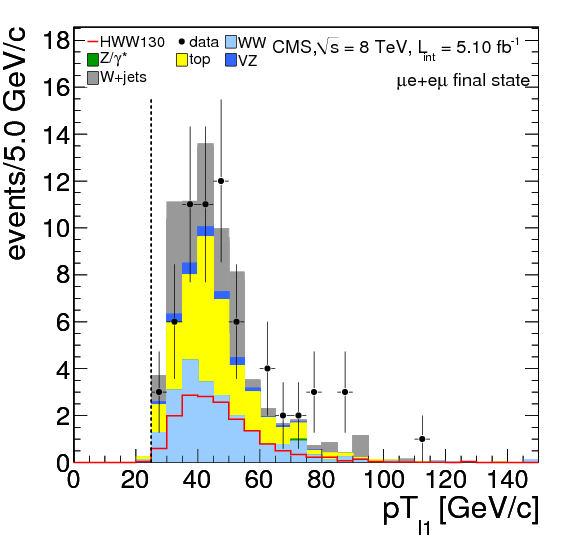 HWW130 data WW
Z/γ* top VZ
W+jets
CMS,√s = 8 TeV, L_int = 5.10 fb⁻¹
μe+eμ final state
events/5.0 GeV/c
18
16
14
12
10
8
6
4
2
0
0 20 40 60 80 100 120 140
pT_l1 [GeV/c]